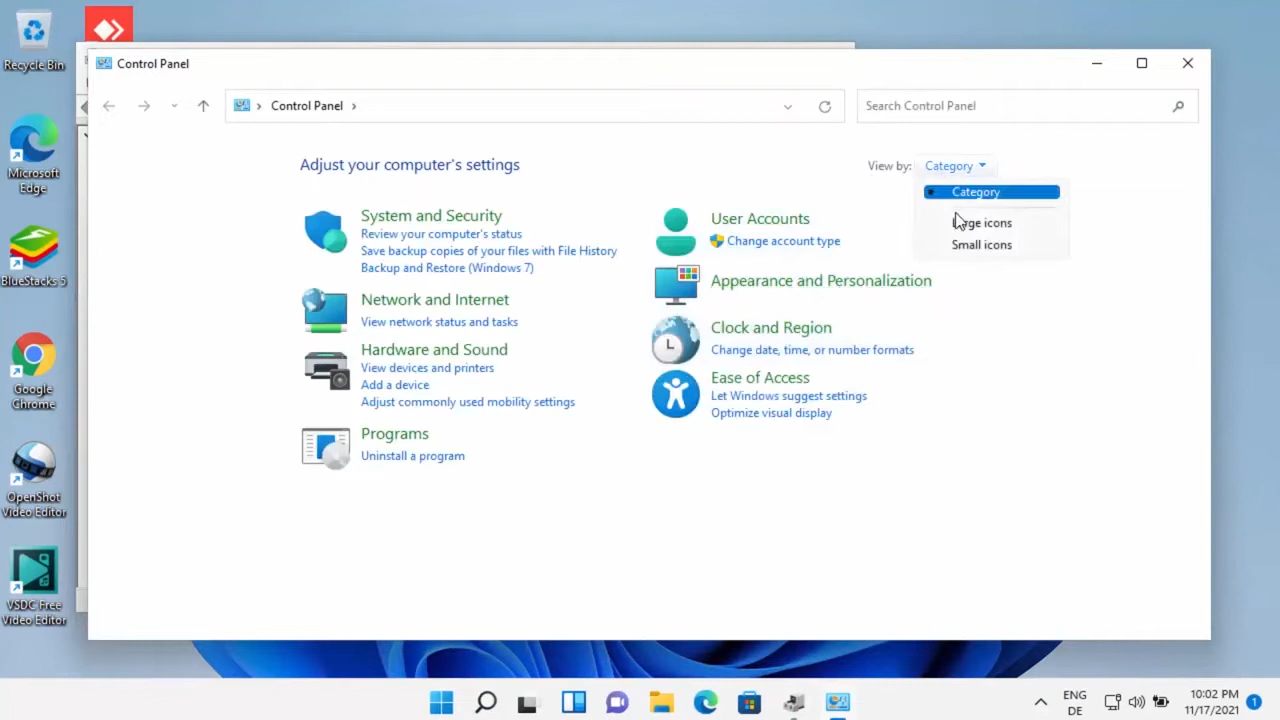 Recycle Bin
Microsoft
Edge
BlueStacks 5
Google
Chrome
OpenShot
Video Editor
VSDC Free
Video Editor
Control Panel
Control Panel
Search Control Panel
Adjust your computer's settings
View by: Category
Category
icons
Small icons
System and Security
Review your computer's status
Save backup copies of your files with File History
Backup and Restore (Windows 7)
Network and Internet
View network status and tasks
Hardware and Sound
View devices and printers
Add a device
Adjust commonly used mobility settings
Programs
Uninstall a program
User Accounts
Change account type
Appearance and Personalization
Clock and Region
Change date, time, or number formats
Ease of Access
Let Windows suggest settings
Optimize visual display
ENG
DE
10:02 PM
11/17/2021
1